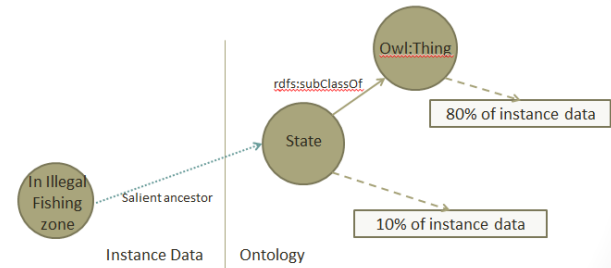 Owl:Thing
rdfs:subClassOf
80% of instance data
State
In Illegal
Fishing
zone
Salient ancestor
10% of instance data
Instance Data
Ontology